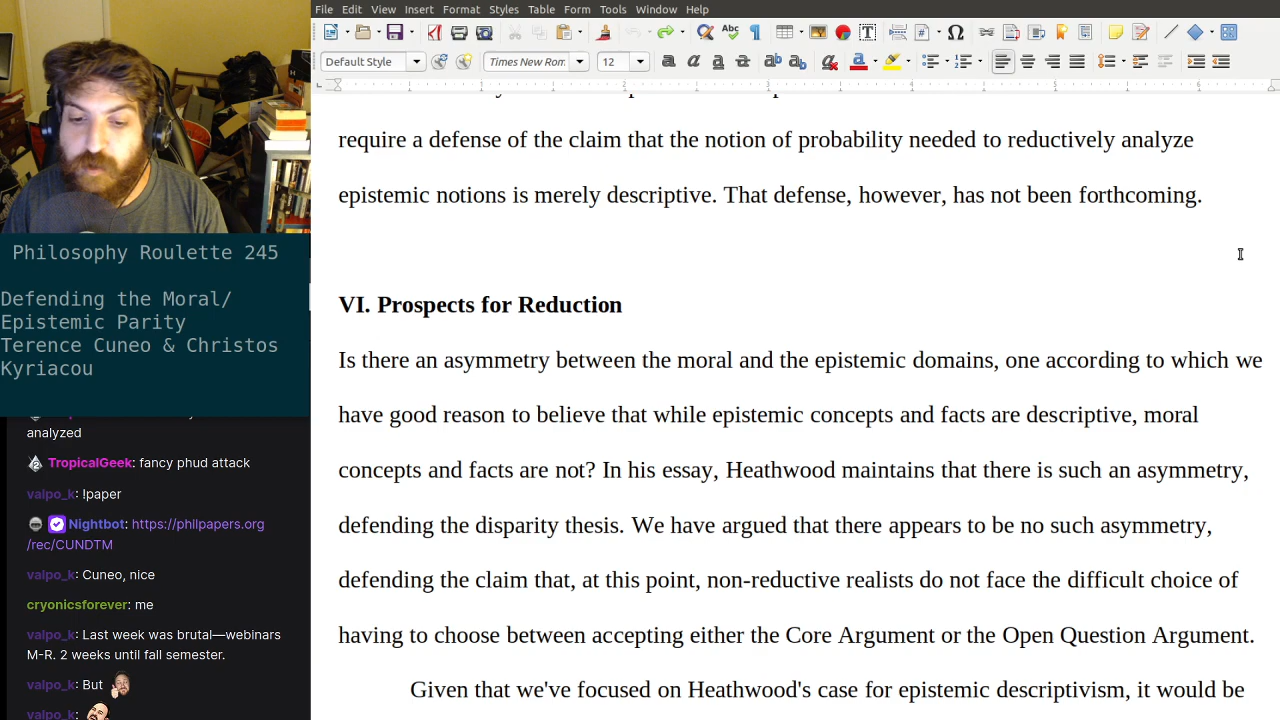 File Edit View Insert Format Styles Table Form Tools Window Help
Default Style
Times New Rom
12
require a defense of the claim that the notion of probability needed to reductively analyze
epistemic notions is merely descriptive. That defense, however, has not been forthcoming.
VI. Prospects for Reduction
Is there an asymmetry between the moral and the epistemic domains, one according to which we
have good reason to believe that while epistemic concepts and facts are descriptive, moral
concepts and facts are not? In his essay, Heathwood maintains that there is such an asymmetry,
defending the disparity thesis. We have argued that there appears to be no such asymmetry,
defending the claim that, at this point, non-reductive realists do not face the difficult choice of
having to choose between accepting either the Core Argument or the Open Question Argument.
Given that we've focused on Heathwood's case for epistemic descriptivism, it would be
Philosophy Roulette 245
Defending the Moral/
Epistemic Parity
Terence Cuneo & Christos
Kyriacou
analyzed
TropicalGeek: fancy phud attack
valpo_k: !paper
Nightbot: https://philpapers.org
/rec/CUNDTM
valpo_k: Cuneo, nice
cryonicsforever: me
valpo_k: Last week was brutal—webinars
M-R. 2 weeks until fall semester.
valpo_k: But
valpo_k: